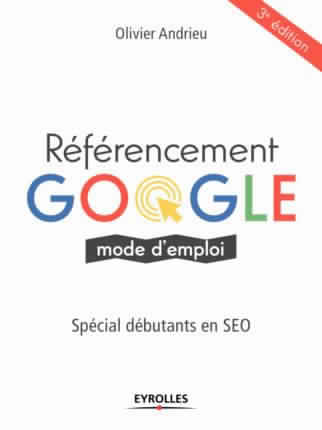 Olivier Andrieu
3e édition
Référencement
GOOGLE
mode d'emploi
Spécial débutants en SEO
EYROLLES